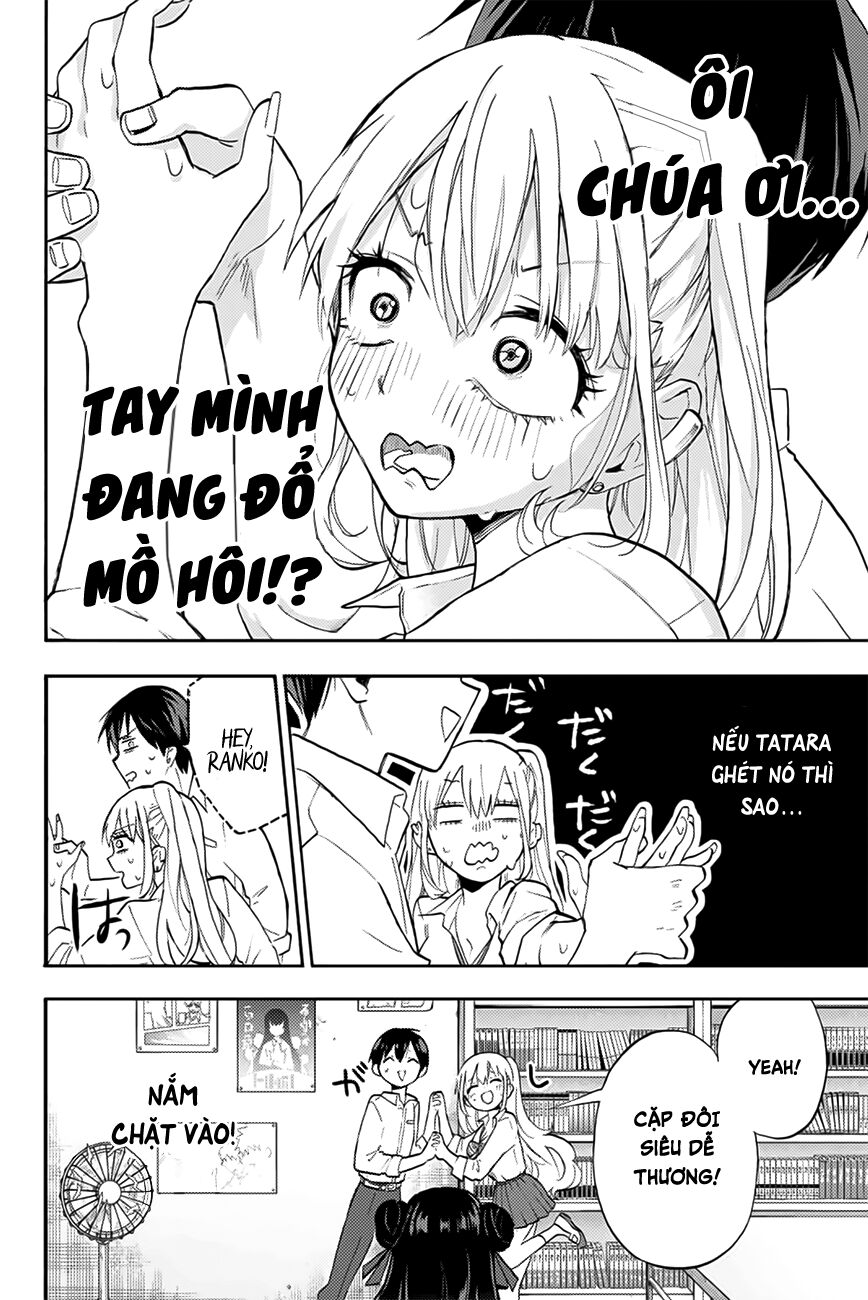 ÔI
CHÚA ƠI...
TAY MÌNH
ĐANG ĐỔ
MỒ HÔI!?
NẾU TATARA
GHÉT NÓ THÌ
SAO...
だく
だく
だく
HEY,
RANKO!
はっ
YEAH!
CẶP ĐÔI
SIÊU DỄ
THƯƠNG!
がし
NẮM
CHẶT VÀO!